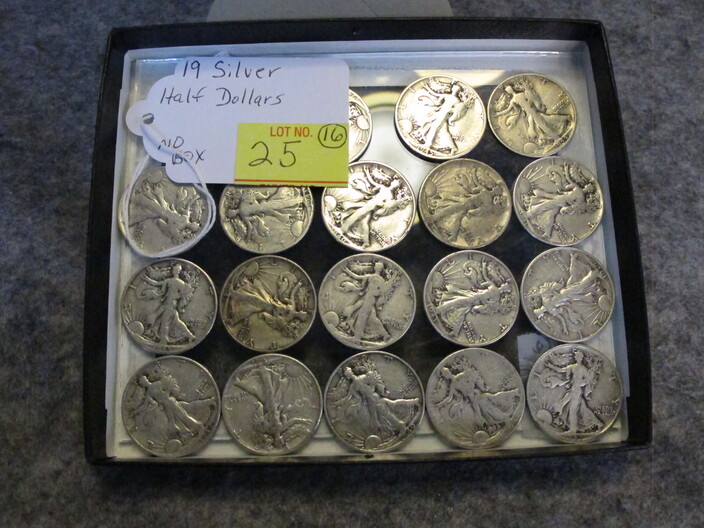 19 Silver
Half Dollars
NO
BOX
LOT NO. 16
25